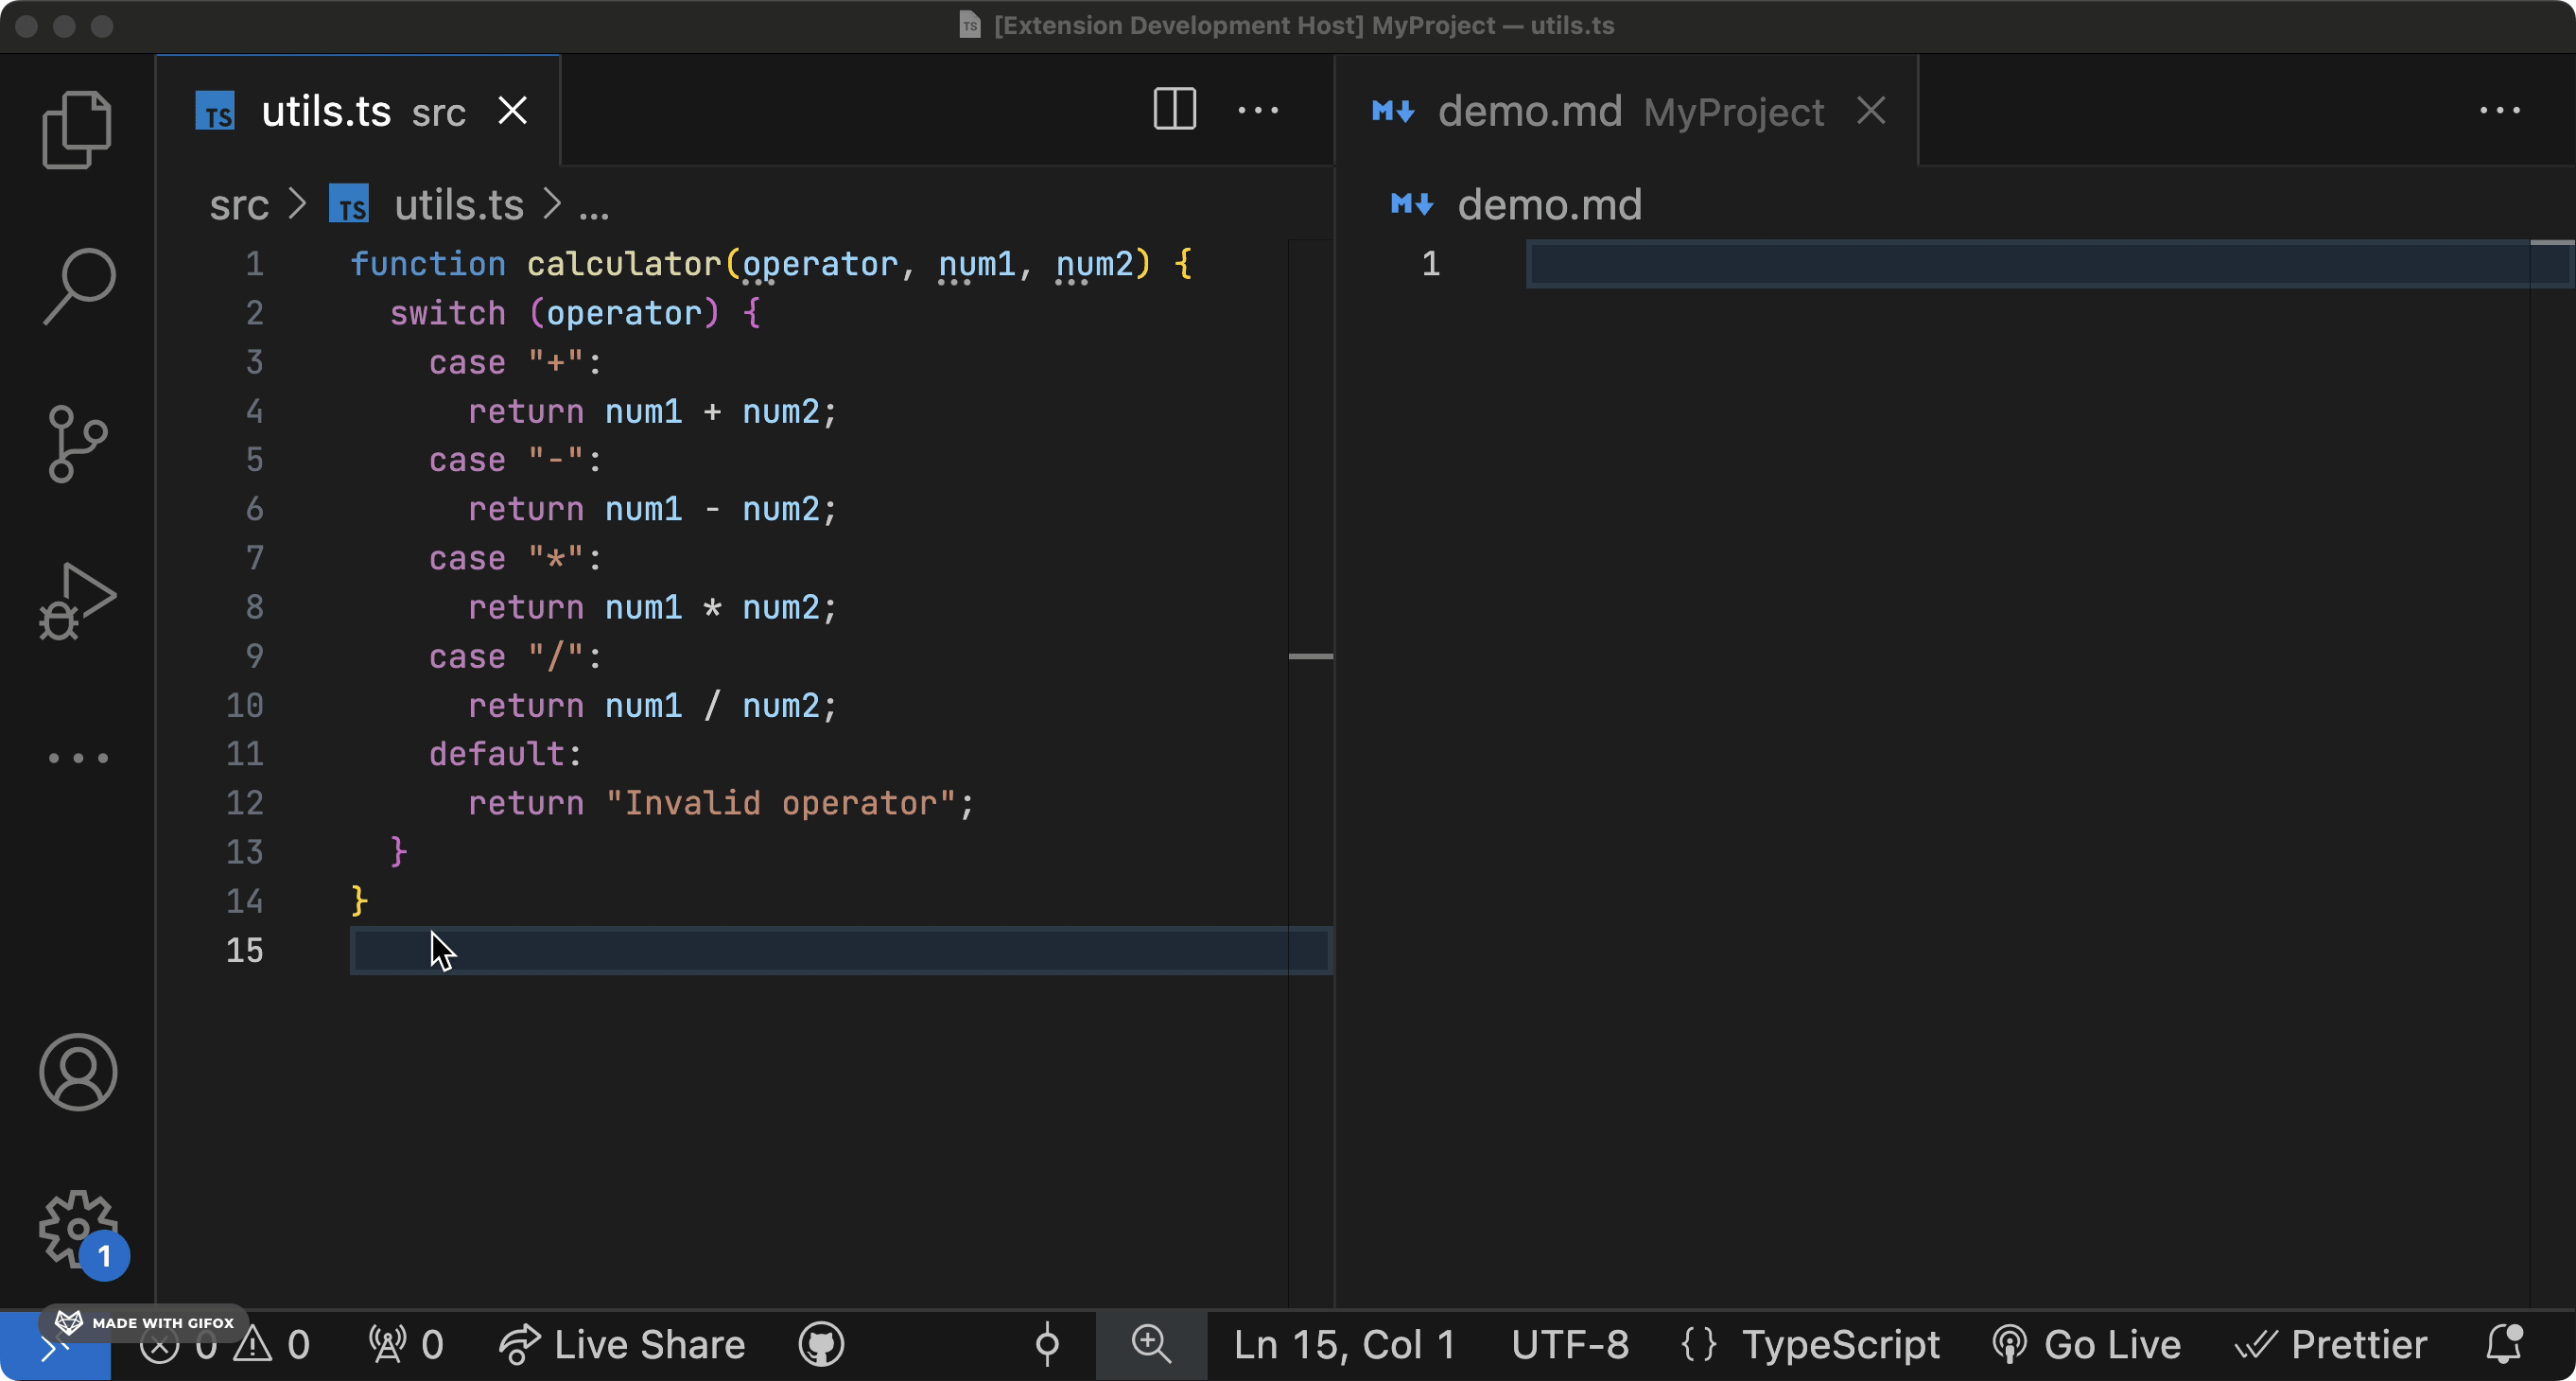 [Extension Development Host] MyProject — utils.ts
TS utils.ts src
M demo.md MyProject
src > TS utils.ts > ...
M demo.md
1 function calculator(operator, num1, num2) {
2 switch (operator) {
3 case "+":
4 return num1 + num2;
5 case "-":
6 return num1 - num2;
7 case "*":
8 return num1 * num2;
9 case "/":
10 return num1 / num2;
11 default:
12 return "Invalid operator";
13 }
14 }
15
1
1
MADE WITH GIFOX
0 0 0 Live Share Ln 15, Col 1 UTF-8 {} TypeScript Go Live Prettier